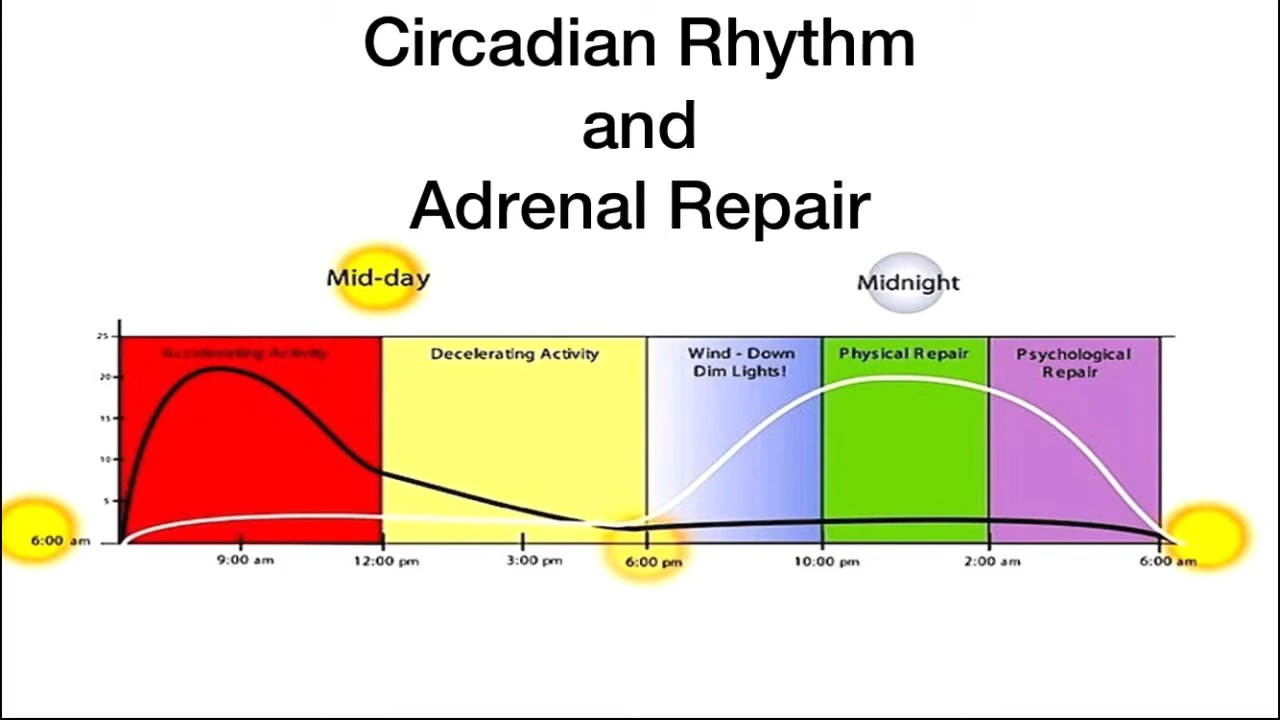 Circadian Rhythm
and
Adrenal Repair
Mid-day
Midnight
25
Accelerating Activity
Decelerating Activity
Wind - Down
Dim Lights!
Physical Repair
Psychological
Repair
20
15
10
5
6:00 am
9:00 am
12:00 pm
3:00 pm
6:00 pm
10:00 pm
2:00 am
6:00 am